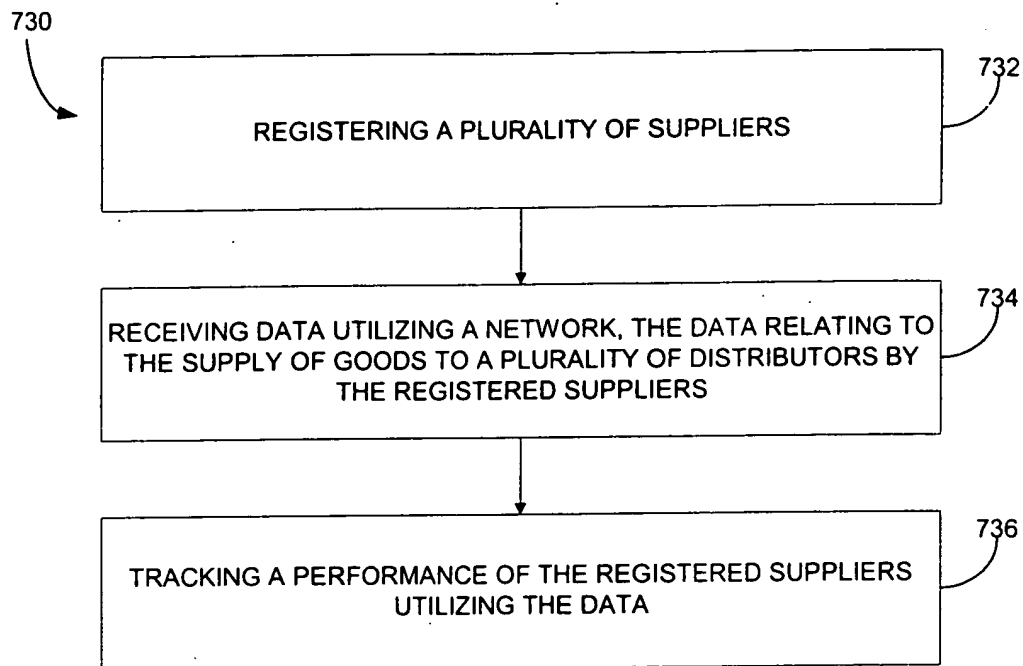 730
732
REGISTERING A PLURALITY OF SUPPLIERS
734
RECEIVING DATA UTILIZING A NETWORK, THE DATA RELATING TO
THE SUPPLY OF GOODS TO A PLURALITY OF DISTRIBUTORS BY
THE REGISTERED SUPPLIERS
736
TRACKING A PERFORMANCE OF THE REGISTERED SUPPLIERS
UTILIZING THE DATA